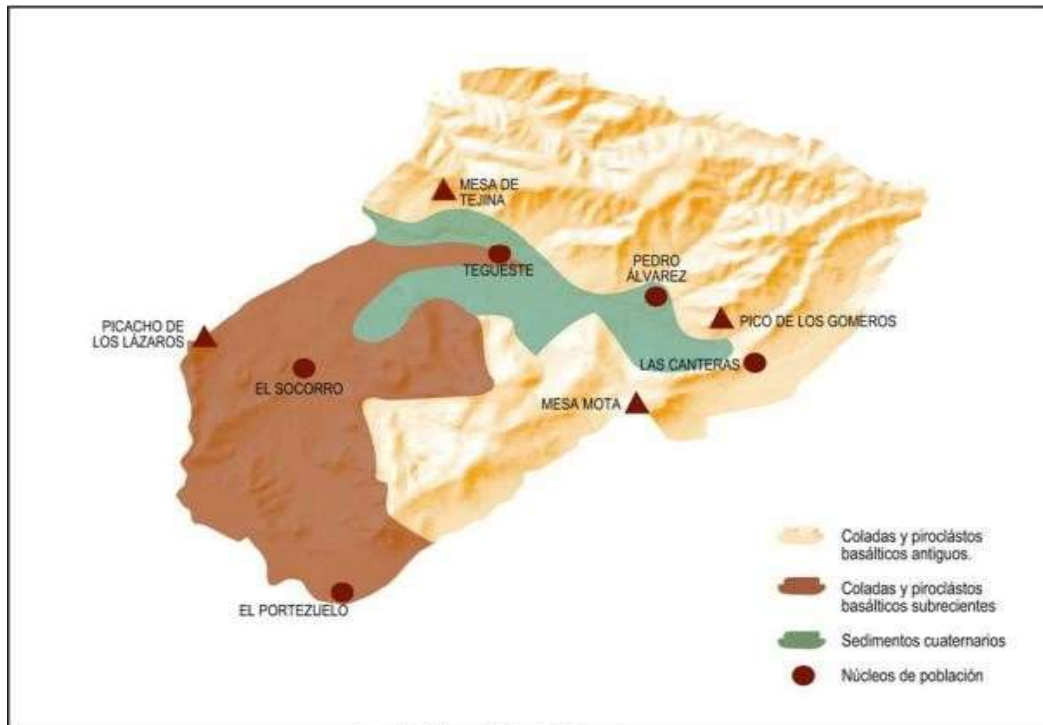 MESA DE
TEJINA
TEGUESTE
PEDRO
ÁLVAREZ
PICACHO DE
LOS LÁZAROS
PICO DE LOS GOMEROS
EL SOCORRO
LAS CANTERAS
MESA MOTA
EL PORTEZUELO
Coladas y piroclástos
basálticos antiguos.
Coladas y piroclástos
basálticos subrecientes
Sedimentos cuaternarios
Núcleos de población